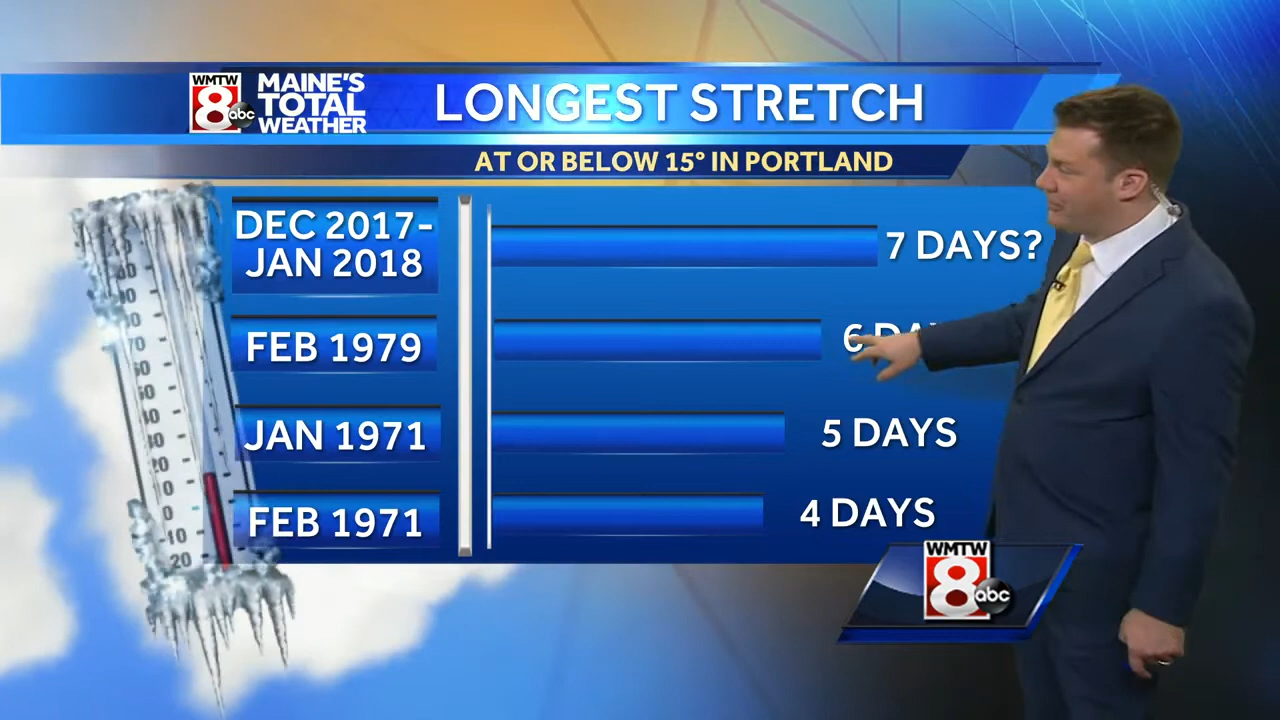 WMTW
8
abc
MAINE'S
TOTAL
WEATHER
LONGEST STRETCH
AT OR BELOW 15° IN PORTLAND
DEC 2017-
JAN 2018
7 DAYS?
FEB 1979
6
JAN 1971
5 DAYS
FEB 1971
4 DAYS
WMTW
8
abc